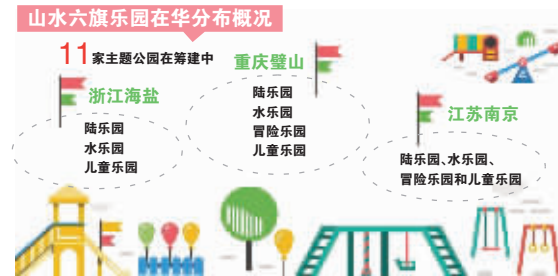 山水六旗乐园在华分布概况
11家主题公园在筹建中
浙江海盐
陆乐园
水乐园
儿童乐园
重庆璧山
陆乐园
水乐园
冒险乐园
儿童乐园
江苏南京
陆乐园、水乐园、
冒险乐园和儿童乐园